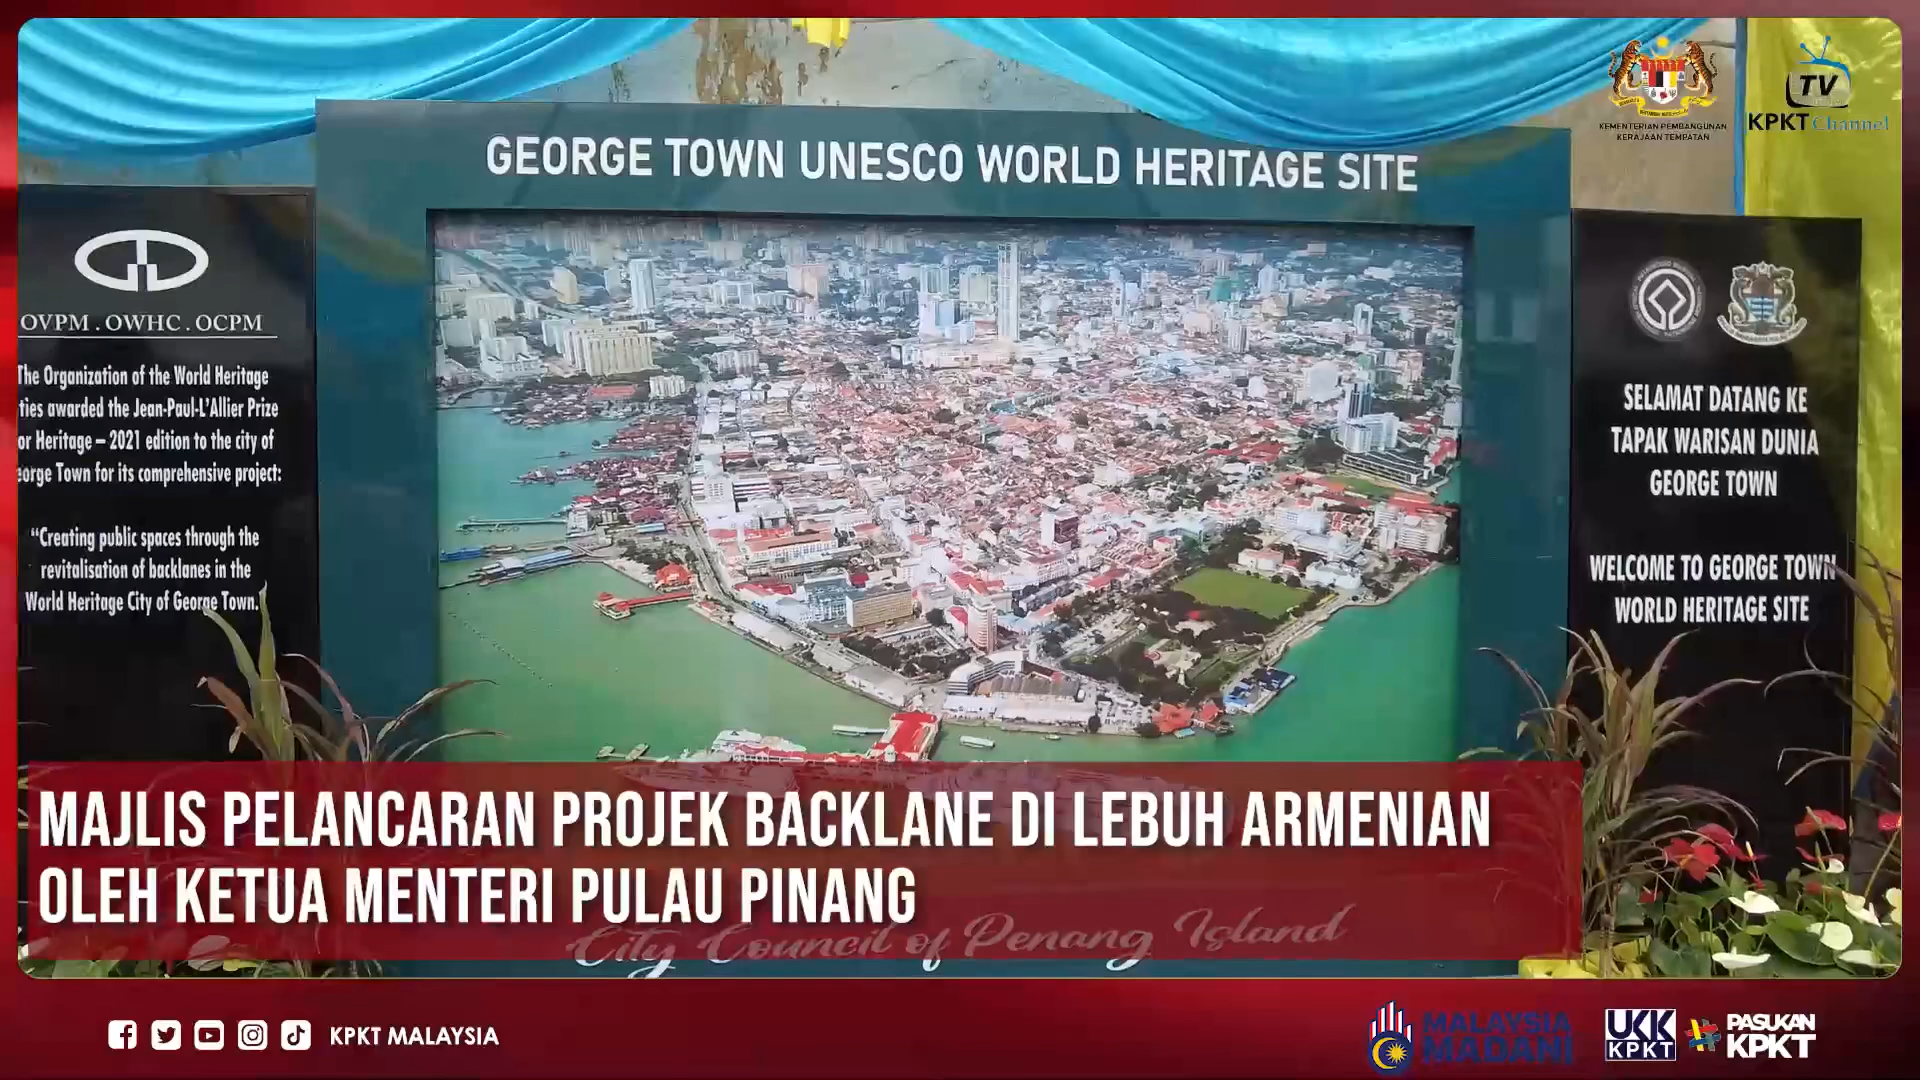 KEMENTERIAN PEMBANGUNAN
KERAJAAN TEMPATAN
TV
KPKT Channel
GEORGE TOWN UNESCO WORLD HERITAGE SITE
OVPM . OWHC . OCPM
The Organization of the World Heritage
ties awarded the Jean-Paul-L'Allier Prize
or Heritage – 2021 edition to the city of
eorge Town for its comprehensive project:
"Creating public spaces through the
revitalisation of backlanes in the
World Heritage City of George Town."
SELAMAT DATANG KE
TAPAK WARISAN DUNIA
GEORGE TOWN
WELCOME TO GEORGE TOWN
WORLD HERITAGE SITE
MAJLIS PELANCARAN PROJEK BACKLANE DI LEBUH ARMENIAN
OLEH KETUA MENTERI PULAU PINANG
City Council of Penang Island
KPKT MALAYSIA
MALAYSIA
MADANI
UKK
KPKT
PASUKAN
KPKT